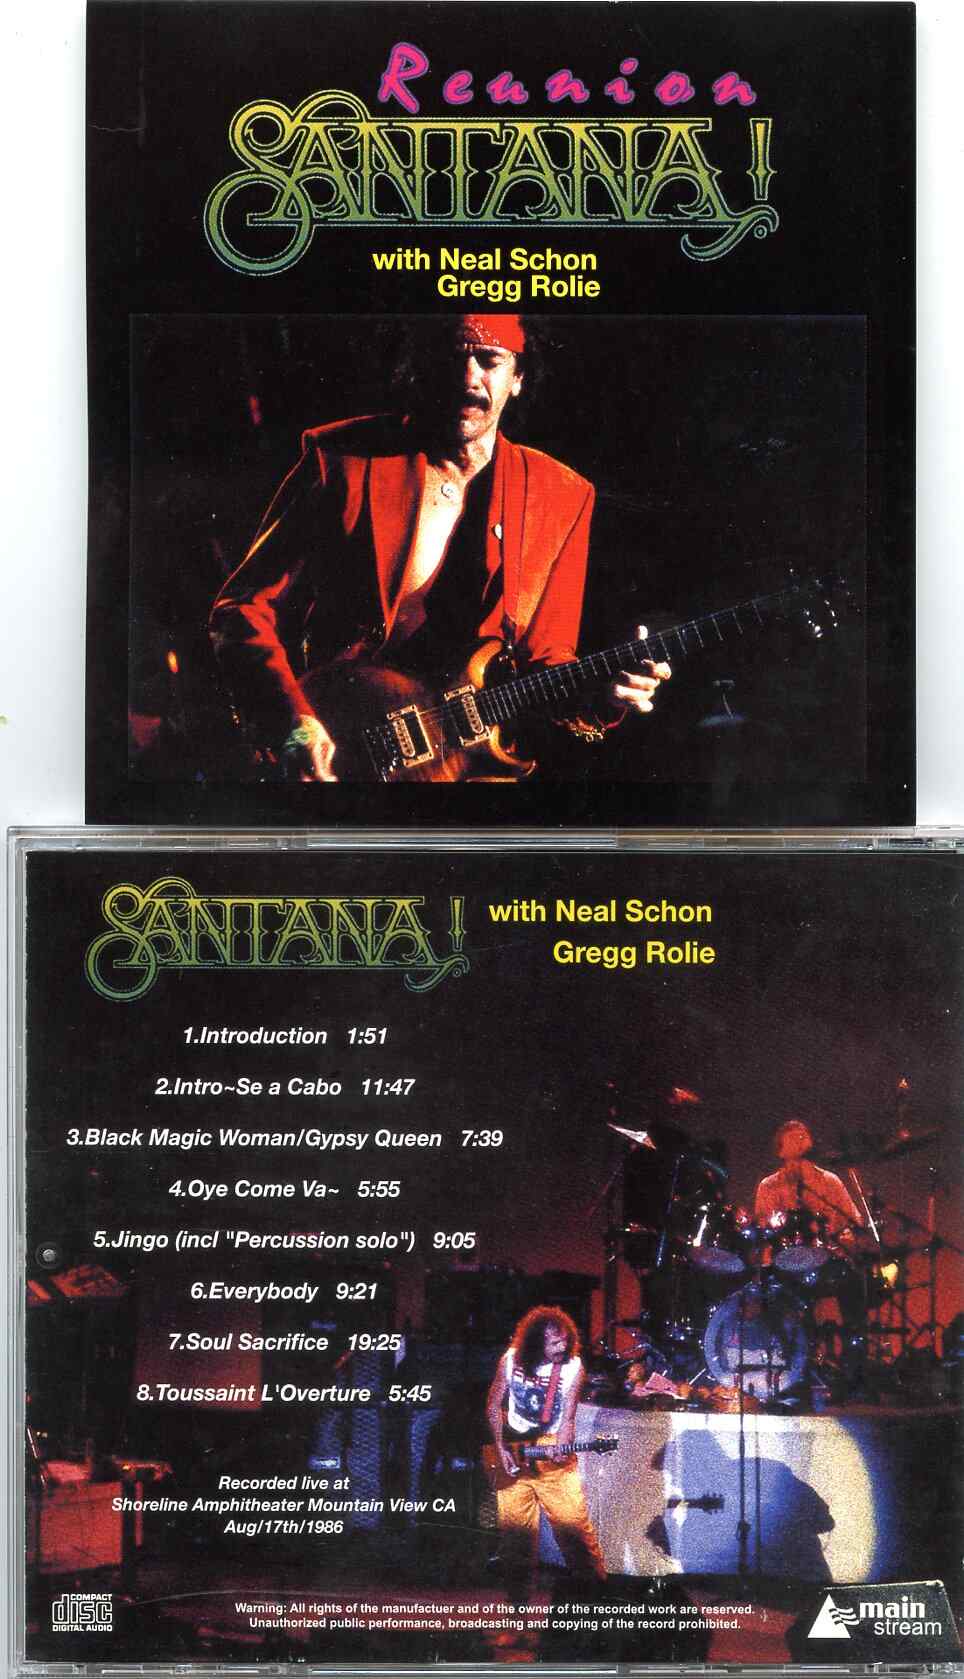 Reunion
SANTANA!
with Neal Schon
Gregg Rolie
SANTANA!
with Neal Schon
Gregg Rolie
1.Introduction 1:51
2.Intro~Se a Cabo 11:47
3.Black Magic Woman/Gypsy Queen 7:39
4.Oye Come Va~ 5:55
5.Jingo (incl "Percussion solo") 9:05
6.Everybody 9:21
7.Soul Sacrifice 19:25
8.Toussaint L'Overture 5:45
Recorded live at
Shoreline Amphitheater Mountain View CA
Aug/17th/1986
COMPACT
disc
DIGITAL AUDIO
Warning: All rights of the manufactuer and of the owner of the recorded work are reserved.
Unauthorized public performance, broadcasting and copying of the record prohibited.
main
stream